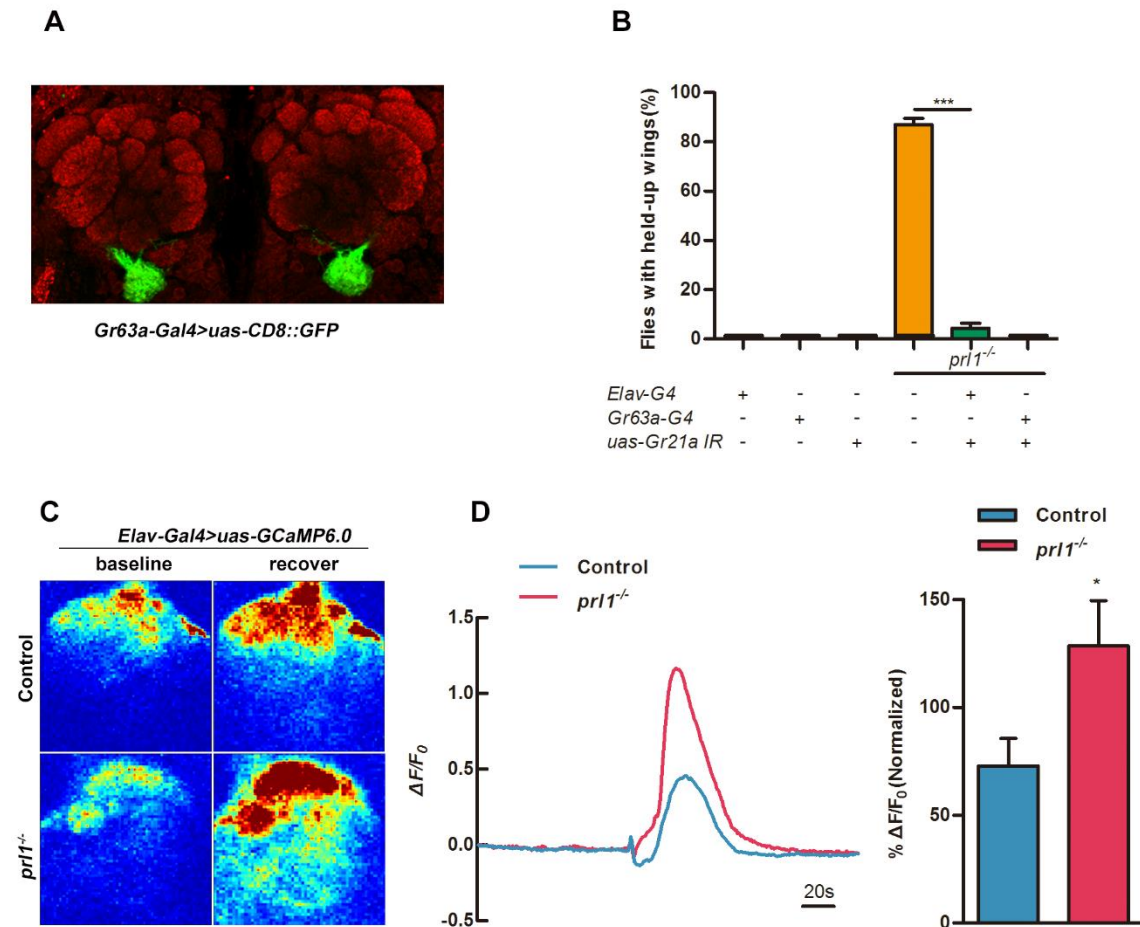 A
Gr63a-Gal4>uas-CD8::GFP
B
Flies with held-up wings(%)
100
80
60
40
20
0
***
prl1-/-
Elav-G4 + - - - + -
Gr63a-G4 - + - - - +
uas-Gr21a IR - - + - + +
C
Elav-Gal4>uas-GCaMP6.0
baseline recover
Control
prl1-/-
D
Control
prl1-/-
ΔF/F0
1.5
1.0
0.5
0.0
-0.5
20s
Control
prl1-/-
% ΔF/F0(Normalized)
150
100
50
0
*